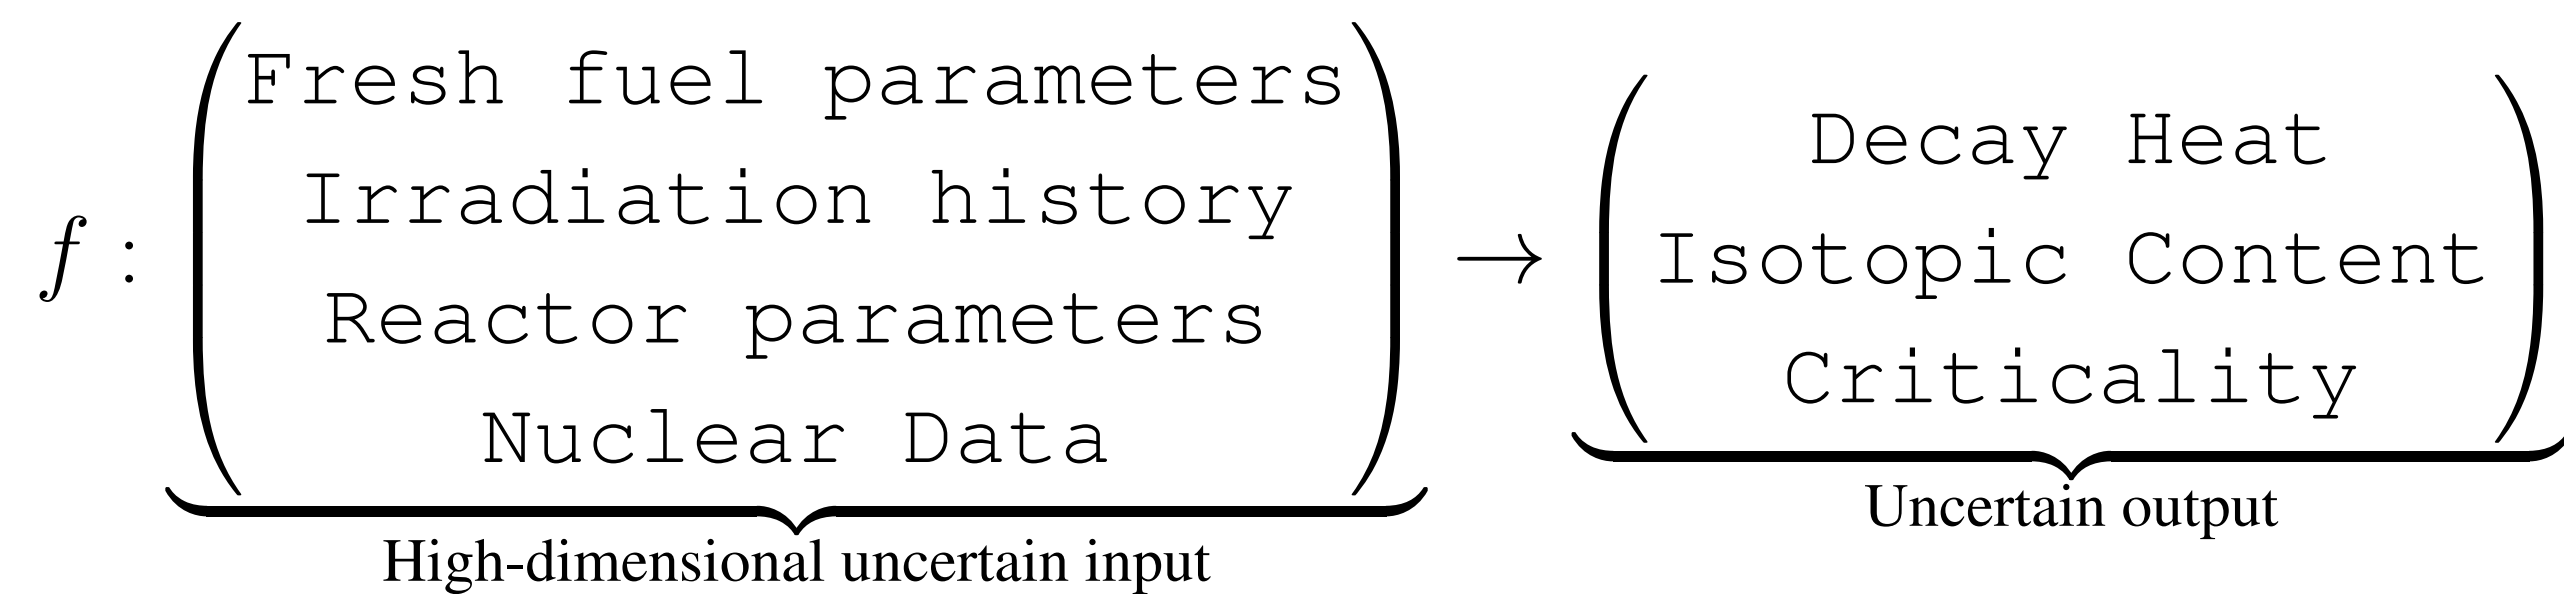 f :
Fresh fuel parameters
Irradiation history
Reactor parameters
Nuclear Data
High-dimensional uncertain input
→
Decay Heat
Isotopic Content
Criticality
Uncertain output